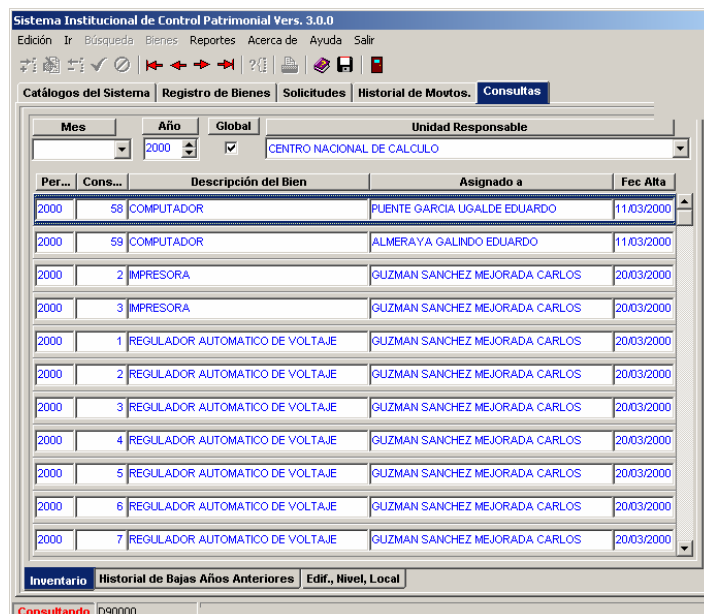 Sistema Institucional de Control Patrimonial Vers. 3.0.0
Edición Ir Búsqueda Bienes Reportes Acerca de Ayuda Salir
Catálogos del Sistema Registro de Bienes Solicitudes Historial de Movtos. Consultas
Mes Año Global Unidad Responsable
2000 CENTRO NACIONAL DE CALCULO
Per... Cons... Descripción del Bien Asignado a Fec Alta
2000 58 COMPUTADOR PUENTE GARCIA UGALDE EDUARDO 11/03/2000
2000 59 COMPUTADOR ALMERAYA GALINDO EDUARDO 11/03/2000
2000 2 IMPRESORA GUZMAN SANCHEZ MEJORADA CARLOS 20/03/2000
2000 3 IMPRESORA GUZMAN SANCHEZ MEJORADA CARLOS 20/03/2000
2000 1 REGULADOR AUTOMATICO DE VOLTAJE GUZMAN SANCHEZ MEJORADA CARLOS 20/03/2000
2000 2 REGULADOR AUTOMATICO DE VOLTAJE GUZMAN SANCHEZ MEJORADA CARLOS 20/03/2000
2000 3 REGULADOR AUTOMATICO DE VOLTAJE GUZMAN SANCHEZ MEJORADA CARLOS 20/03/2000
2000 4 REGULADOR AUTOMATICO DE VOLTAJE GUZMAN SANCHEZ MEJORADA CARLOS 20/03/2000
2000 5 REGULADOR AUTOMATICO DE VOLTAJE GUZMAN SANCHEZ MEJORADA CARLOS 20/03/2000
2000 6 REGULADOR AUTOMATICO DE VOLTAJE GUZMAN SANCHEZ MEJORADA CARLOS 20/03/2000
2000 7 REGULADOR AUTOMATICO DE VOLTAJE GUZMAN SANCHEZ MEJORADA CARLOS 20/03/2000
Inventario Historial de Bajas Años Anteriores Edif., Nivel, Local
Consultando D90000